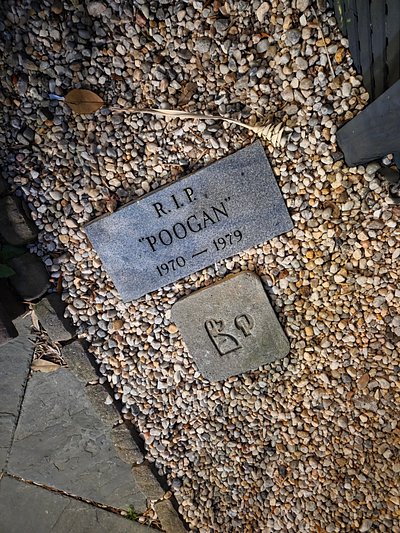 R.I.P.
"POOGAN"
1970 — 1979